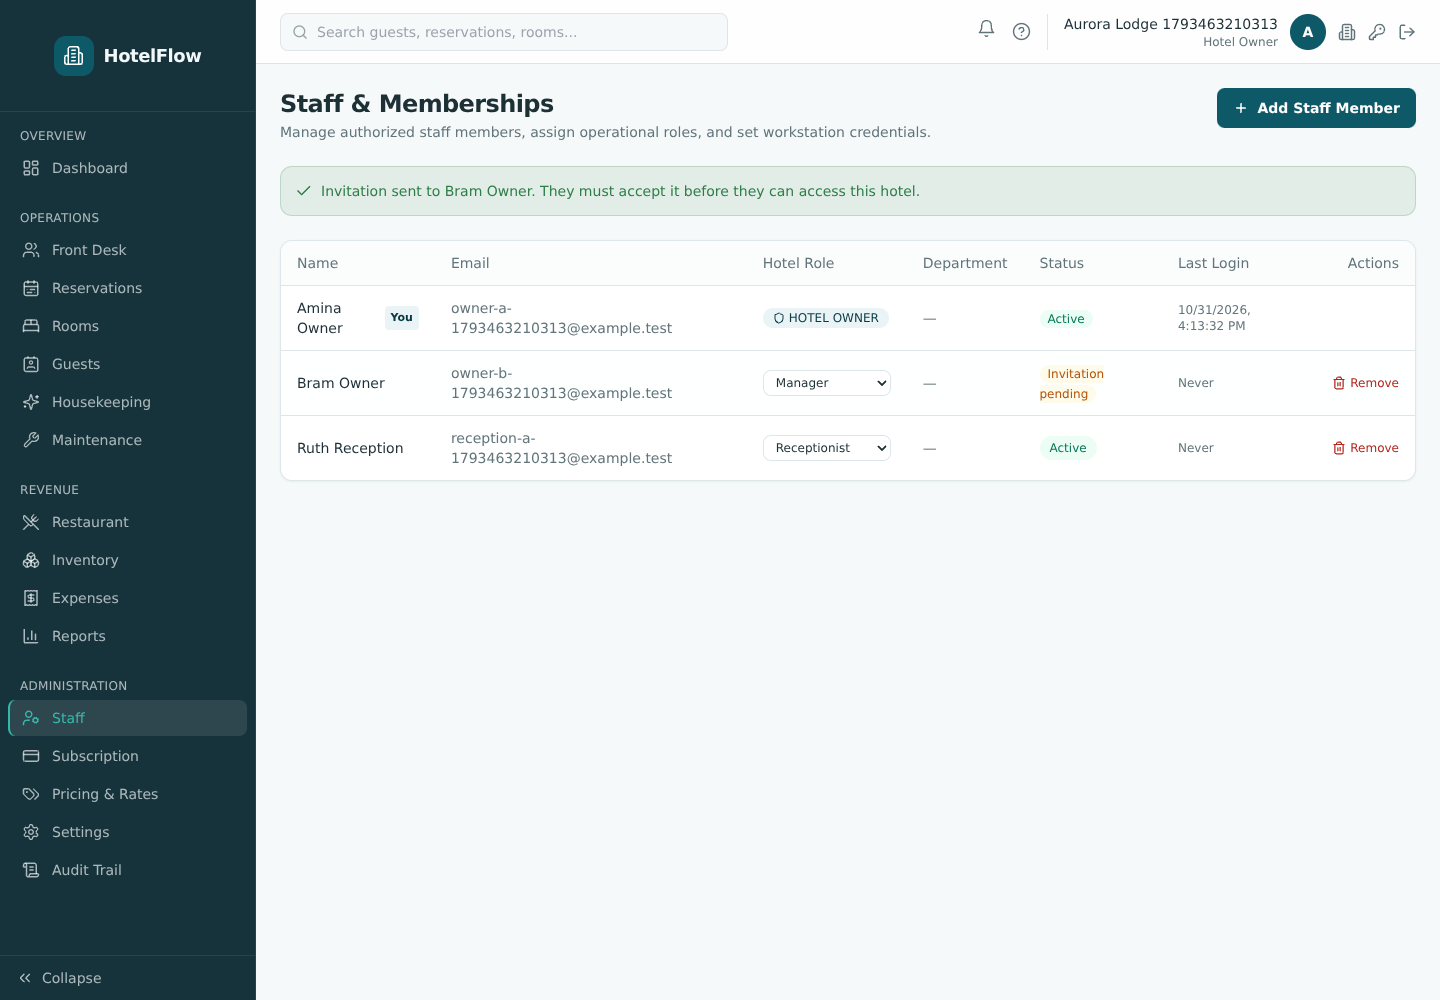 HotelFlow
OVERVIEW
Dashboard
OPERATIONS
Front Desk
Reservations
Rooms
Guests
Housekeeping
Maintenance
REVENUE
Restaurant
Inventory
Expenses
Reports
ADMINISTRATION
Staff
Subscription
Pricing & Rates
Settings
Audit Trail
Collapse
Search guests, reservations, rooms...
Aurora Lodge 1793463210313
Hotel Owner
A
Staff & Memberships
Manage authorized staff members, assign operational roles, and set workstation credentials.
+ Add Staff Member
Invitation sent to Bram Owner. They must accept it before they can access this hotel.
Name Email Hotel Role Department Status Last Login Actions
Amina
Owner
You
owner-a-
1793463210313@example.test
HOTEL OWNER
—
Active
10/31/2026,
4:13:32 PM
Bram Owner
owner-b-
1793463210313@example.test
Manager
—
Invitation
pending
Never
Remove
Ruth Reception
reception-a-
1793463210313@example.test
Receptionist
—
Active
Never
Remove